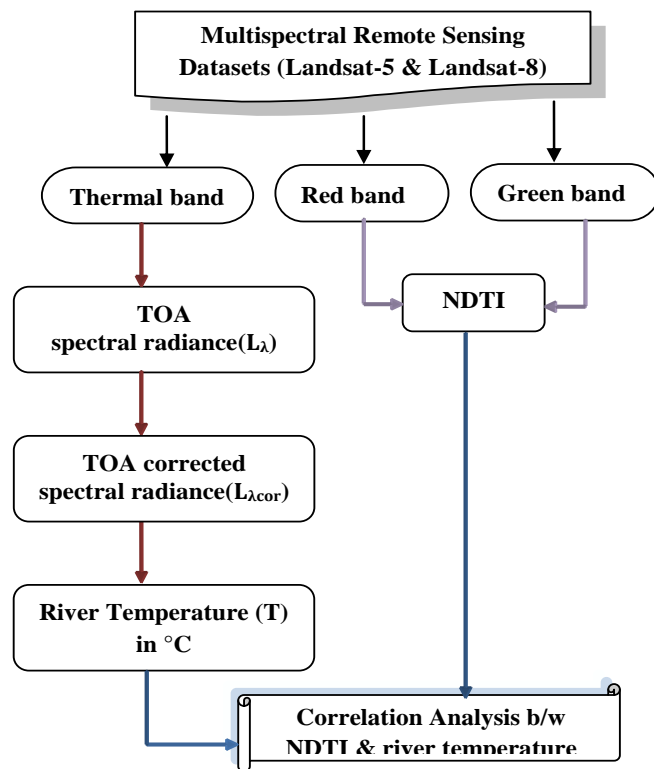 Multispectral Remote Sensing
Datasets (Landsat-5 & Landsat-8)
Thermal band
Red band
Green band
TOA
spectral radiance(Lλ)
NDTI
TOA corrected
spectral radiance(Lλcor)
River Temperature (T)
in °C
Correlation Analysis b/w
NDTI & river temperature